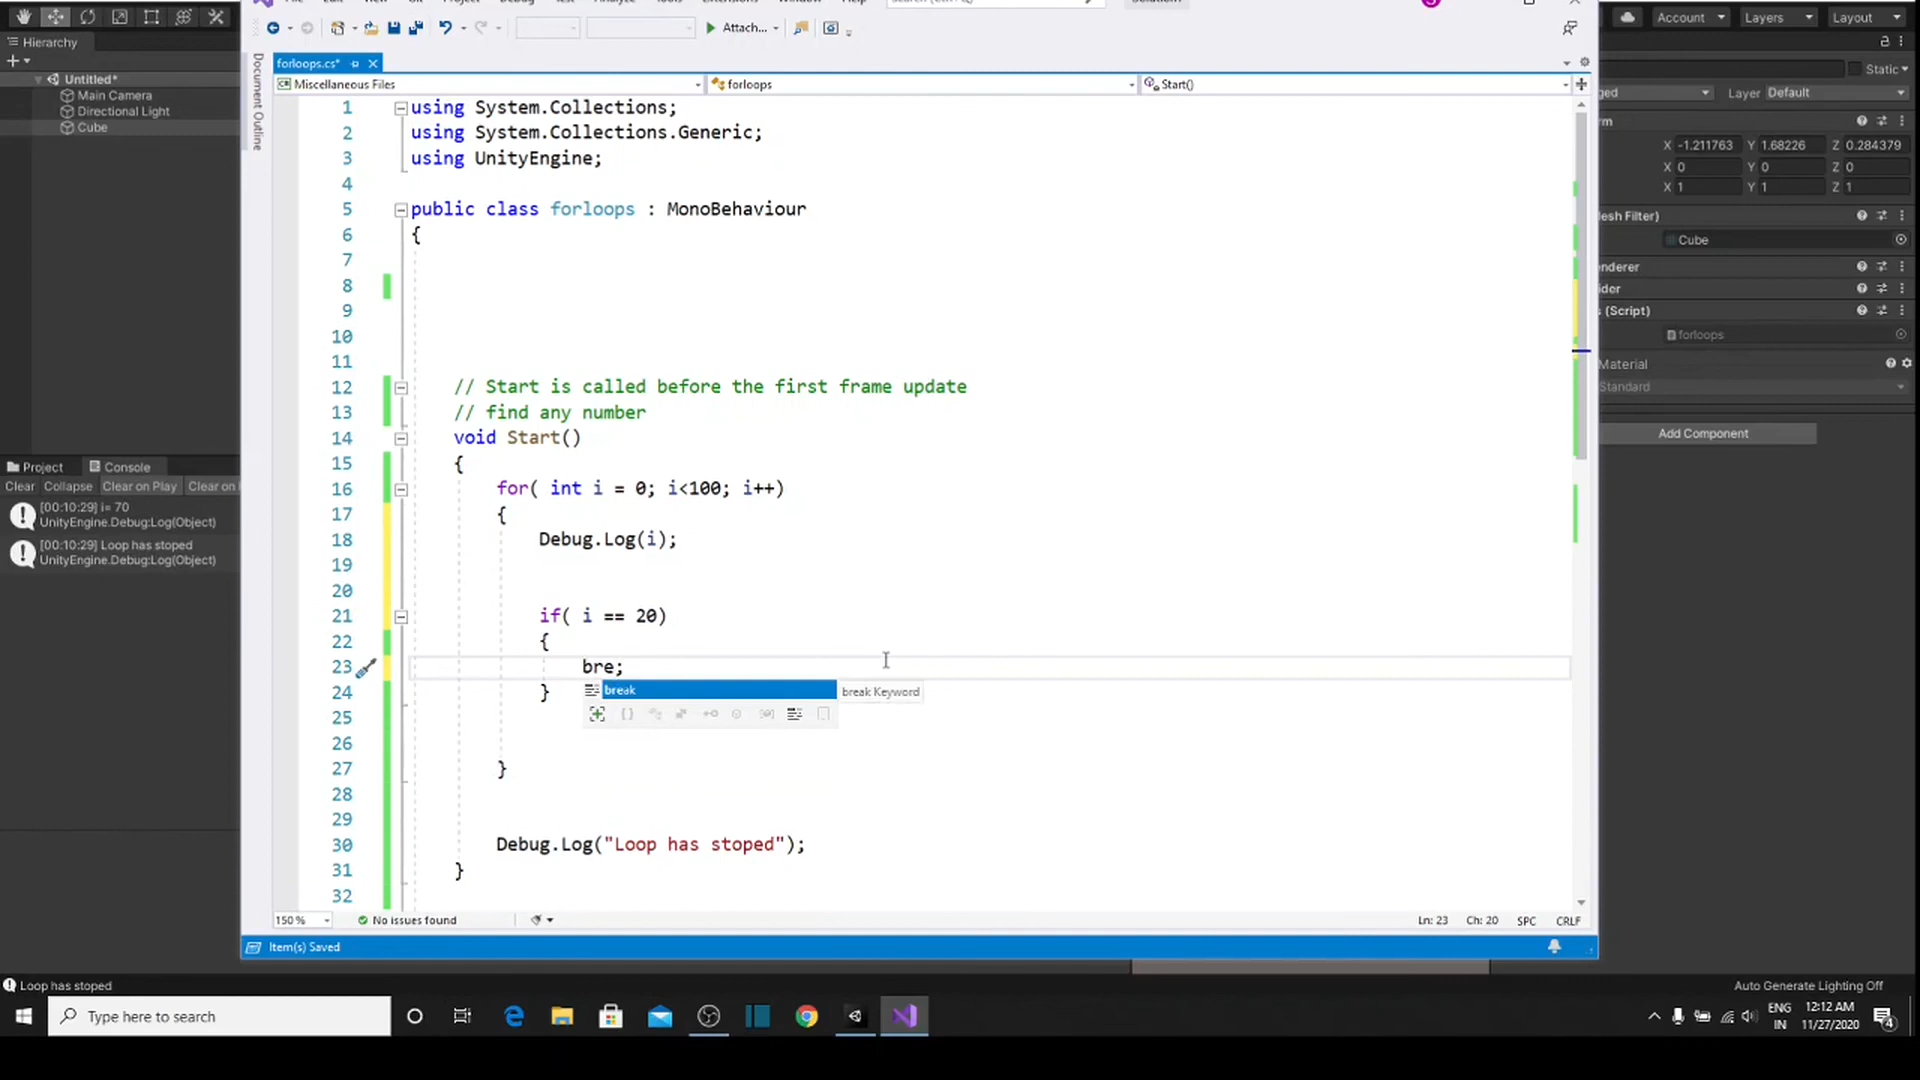 Account
Layers
Layout
Hierarchy
Untitled*
Main Camera
Directional Light
Cube
Attach...
forloops.cs*
Document Outline
Miscellaneous Files
forloops
Start()
1 using System.Collections;
2 using System.Collections.Generic;
3 using UnityEngine;
4
5 public class forloops : MonoBehaviour
6 {
7
8
9
10
11
12 // Start is called before the first frame update
13 // find any number
14 void Start()
15 {
16 for( int i = 0; i<100; i++)
17 {
18 Debug.Log(i);
19
20
21 if( i == 20)
22 {
23 bre;
break
break Keyword
24 }
25
26
27 }
28
29
30 Debug.Log("Loop has stoped");
31 }
32
150 %
No issues found
Ln: 23 Ch: 20 SPC CRLF
Item(s) Saved
Project Console
Clear Collapse Clear on Play Clear on
[00:10:29] i= 70
UnityEngine.Debug:Log(Object)
[00:10:29] Loop has stoped
UnityEngine.Debug:Log(Object)
Static
ged Layer Default
rm
X -1.211763 Y 1.68226 Z 0.284379
X 0 Y 0 Z 0
X 1 Y 1 Z 1
esh Filter)
Cube
enderer
ider
s (Script)
forloops
Material
Standard
Add Component
Loop has stoped
Auto Generate Lighting Off
Type here to search
ENG
IN
12:12 AM
11/27/2020
4